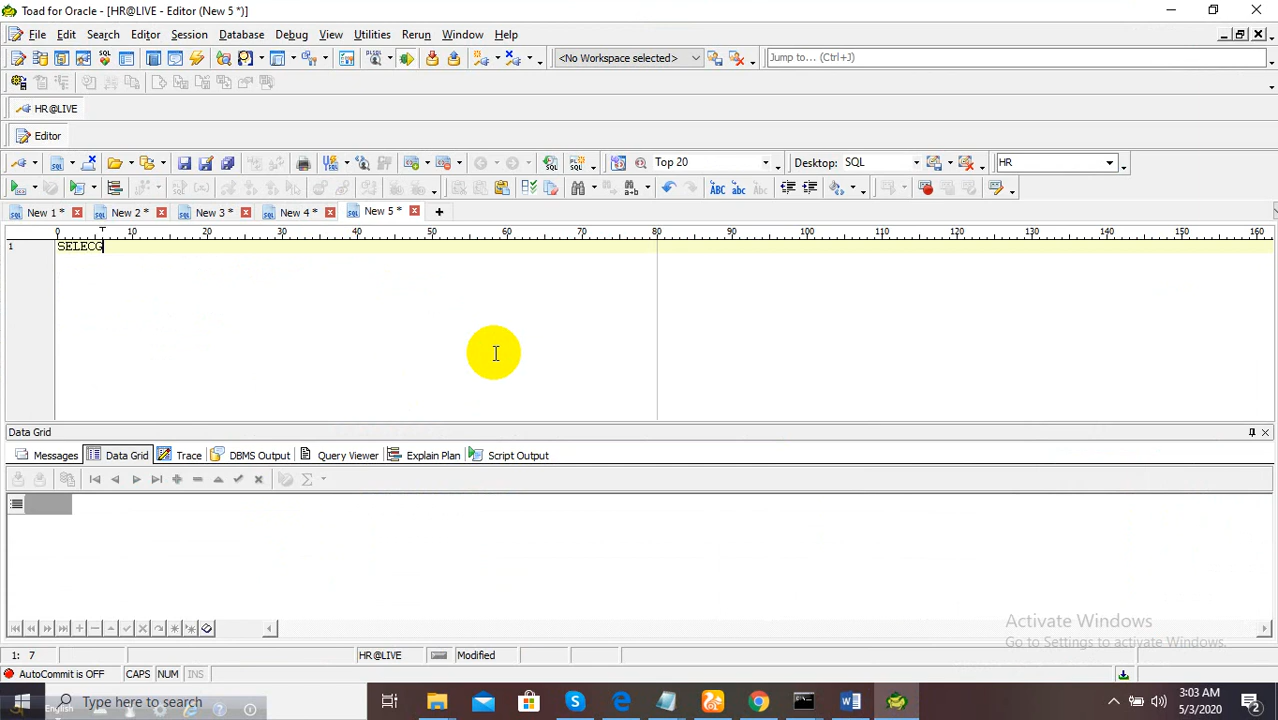 Toad for Oracle - [HR@LIVE - Editor (New 5 *)]
File Edit Search Editor Session Database Debug View Utilities Rerun Window Help
<No Workspace selected> Jump to... (Ctrl+J)
HR@LIVE
Editor
Top 20 Desktop: SQL HR
New 1 * New 2 * New 3 * New 4 * New 5 *
0 10 20 30 40 50 60 70 80 90 100 110 120 130 140 150 160
1 SELECG
Data Grid
Messages Data Grid Trace DBMS Output Query Viewer Explain Plan Script Output
Activate Windows
Go to Settings to activate Windows.
1: 7 HR@LIVE Modified
AutoCommit is OFF CAPS NUM INS
Type here to search
English
3:03 AM
5/3/2020
2